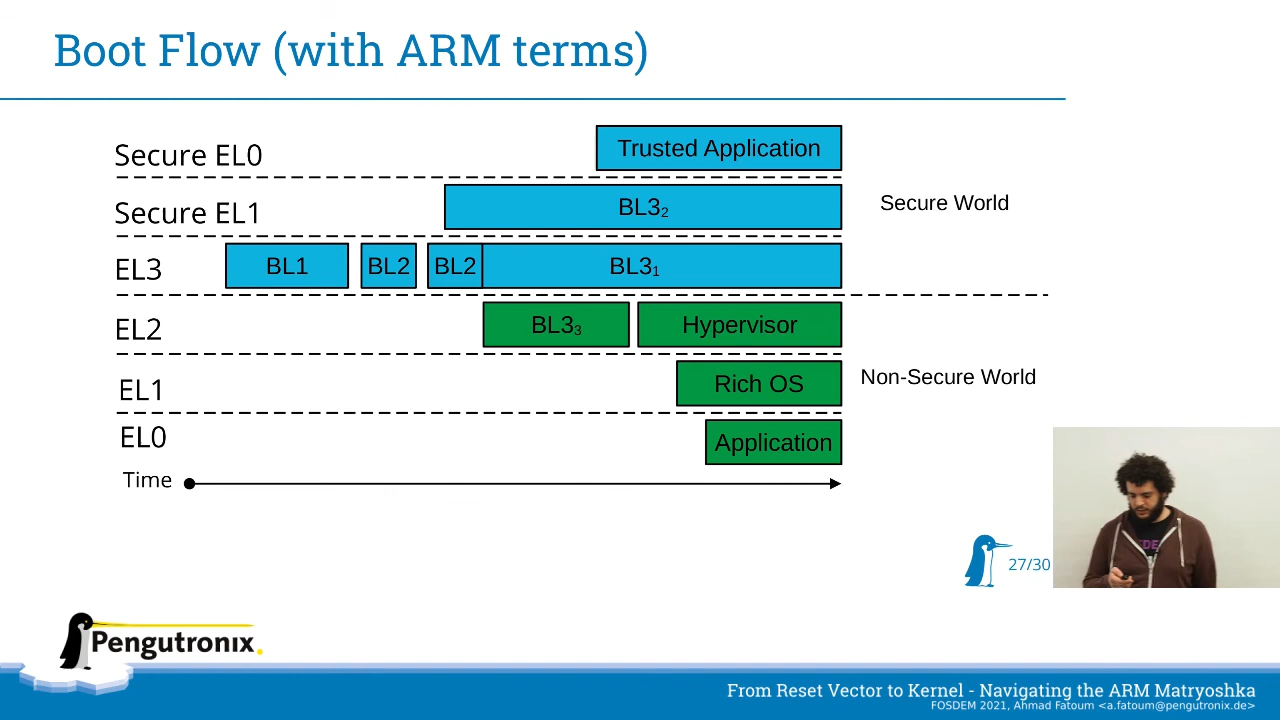 Boot Flow (with ARM terms)
Secure EL0
Trusted Application
Secure EL1
BL3₂
Secure World
EL3
BL1
BL2
BL2
BL3₁
EL2
BL3₃
Hypervisor
EL1
Rich OS
Non-Secure World
EL0
Application
Time
27/30
Pengutronix.
From Reset Vector to Kernel - Navigating the ARM Matryoshka
FOSDEM 2021, Ahmad Fatoum <a.fatoum@pengutronix.de>